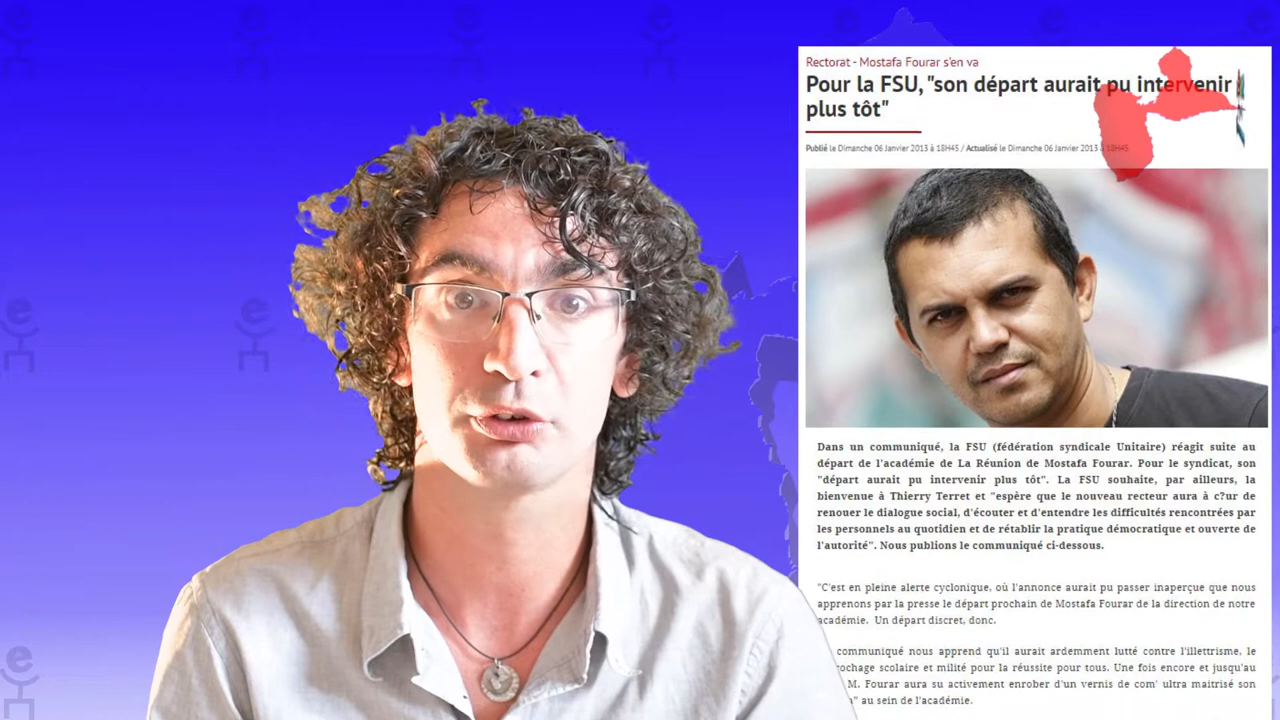 Rectorat - Mostafa Fourar s'en va
Pour la FSU, "son départ aurait pu intervenir
plus tôt"
Publié le Dimanche 06 Janvier 2013 à 18H45 / Actualisé le Dimanche 06 Janvier 2013 à 18H45
Dans un communiqué, la FSU (fédération syndicale Unitaire) réagit suite au
départ de l'académie de La Réunion de Mostafa Fourar. Pour le syndicat, son
"départ aurait pu intervenir plus tôt". La FSU souhaite, par ailleurs, la
bienvenue à Thierry Terret et "espère que le nouveau recteur aura à c?ur de
renouer le dialogue social, d'écouter et d'entendre les difficultés rencontrées par
les personnels au quotidien et de rétablir la pratique démocratique et ouverte de
l'autorité". Nous publions le communiqué ci-dessous.
"C'est en pleine alerte cyclonique, où l'annonce aurait pu passer inaperçue que nous
apprenons par la presse le départ prochain de Mostafa Fourar de la direction de notre
académie. Un départ discret, donc.
communiqué nous apprend qu'il aurait ardemment lutté contre l'illettrisme, le
rochage scolaire et milité pour la réussite pour tous. Une fois encore et jusqu'au
M. Fourar aura su activement enrober d'un vernis de com' ultra maitrisé son
" au sein de l'académie.